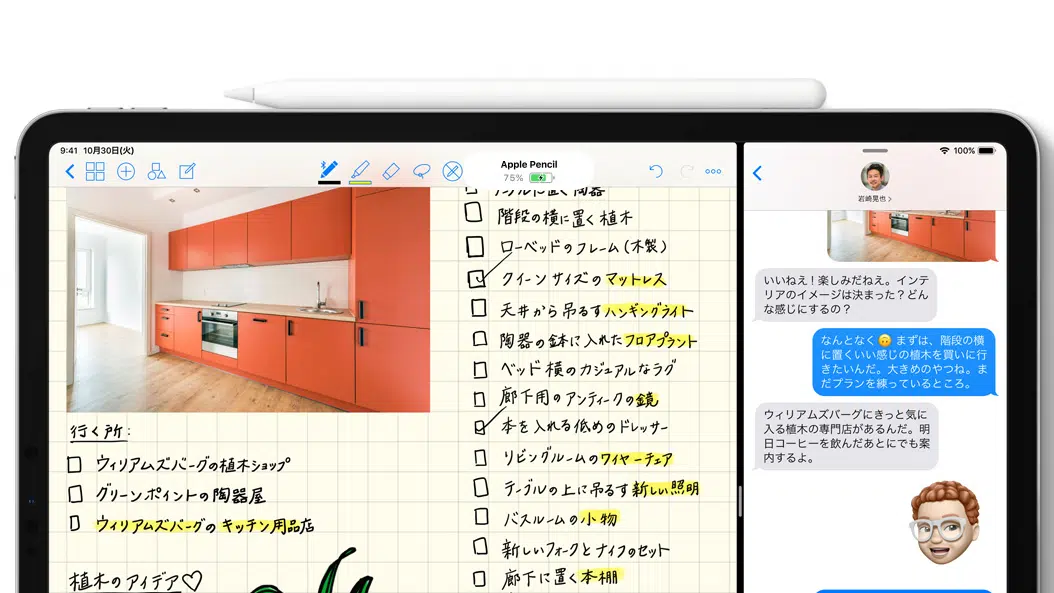 9:41 10月30日(火)
Apple Pencil
75%
100%
テーブルに置く陶器
階段の横に置く植木
ローベッドのフレーム(木製)
クイーンサイズのマットレス
天井から吊るすハンギングライト
陶器の鉢に入れたフロアプラント
ベッド横のカジュアルなラグ
廊下用のアンティークの鏡
本を入れる低めのドレッサー
リビングルームのワイヤーチェア
テーブルの上に吊るす新しい照明
バスルームの小物
新しいフォークとナイフのセット
廊下に置く本棚
行く所:
ウィリアムズバーグの植木ショップ
グリーンポイントの陶器屋
ウィリアムズバーグのキッチン用品店
植木のアイデア♡
岩崎晃也 >
いいねえ!楽しみだねえ。インテ
リアのイメージは決まった?どん
な感じにするの?
なんとなく🙃まずは、階段の横
に置くいい感じの植木を買いに行
きたいんだ。大きめのやつね。ま
だプランを練っているところ。
ウィリアムズバーグにきっと気に
入る植木の専門店があるんだ。明
日コーヒーを飲んだあとにでも案
内するよ。